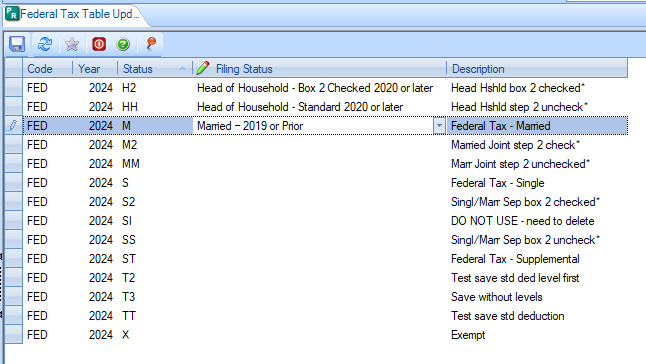 PR Federal Tax Table Upd...
Code Year Status Filing Status Description
FED 2024 H2 Head of Household - Box 2 Checked 2020 or later Head Hshld box 2 checked*
FED 2024 HH Head of Household - Standard 2020 or later Head Hshld step 2 uncheck*
FED 2024 M Married – 2019 or Prior Federal Tax - Married
FED 2024 M2 Married Joint step 2 check*
FED 2024 MM Marr Joint step 2 unchecked*
FED 2024 S Federal Tax - Single
FED 2024 S2 Singl/Marr Sep box 2 checked*
FED 2024 SI DO NOT USE - need to delete
FED 2024 SS Singl/Marr Sep box 2 uncheck*
FED 2024 ST Federal Tax - Supplemental
FED 2024 T2 Test save std ded level first
FED 2024 T3 Save without levels
FED 2024 TT Test save std deduction
FED 2024 X Exempt